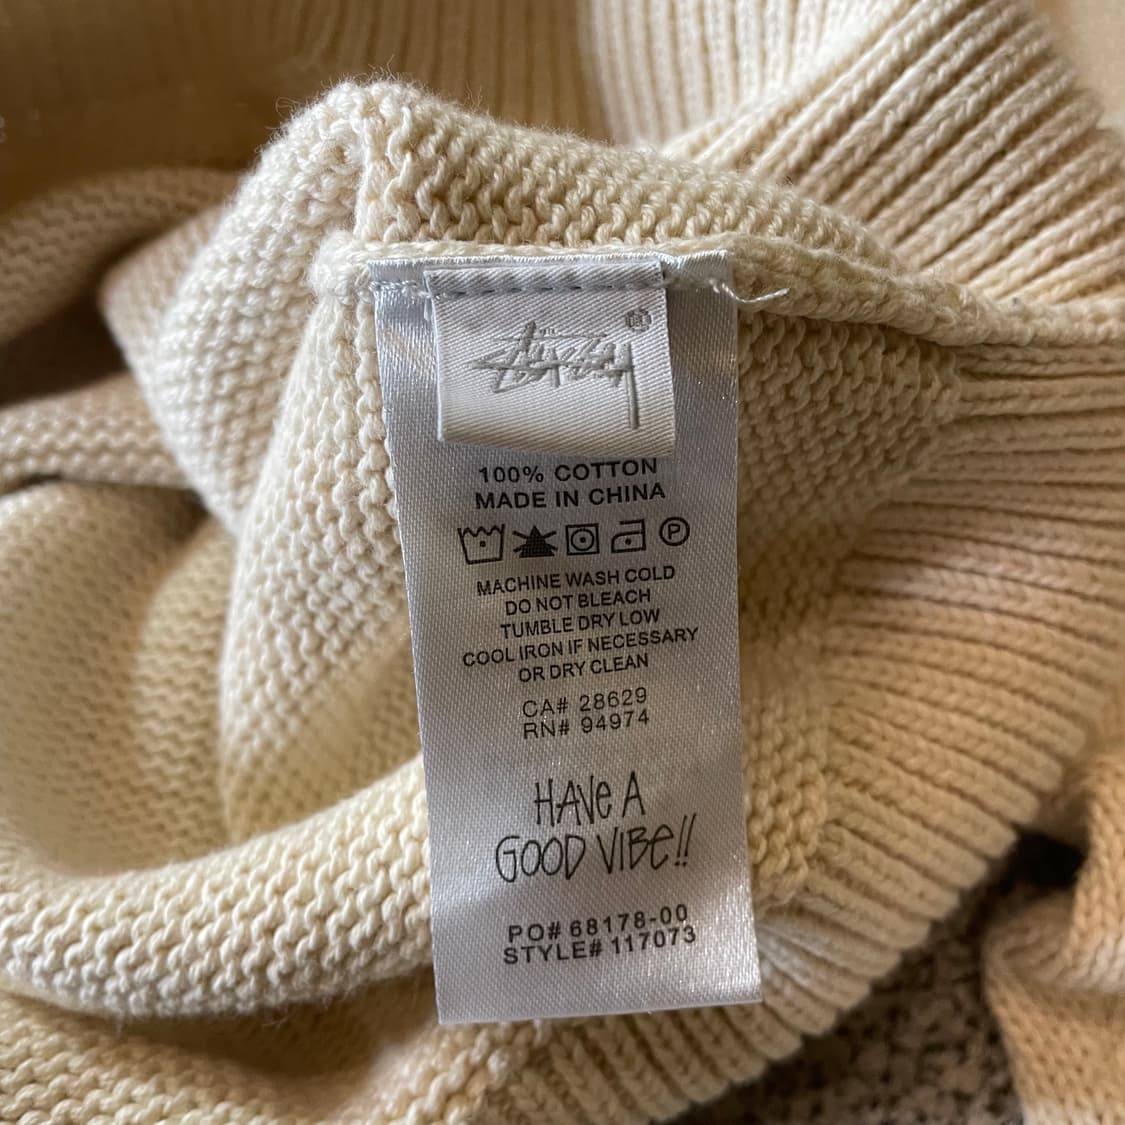 Stüssy ®
100% COTTON
MADE IN CHINA
P
MACHINE WASH COLD
DO NOT BLEACH
TUMBLE DRY LOW
COOL IRON IF NECESSARY
OR DRY CLEAN
CA# 28629
RN# 94974
HAVE A
GOOD VIBE!!
PO# 68178-00
STYLE# 117073